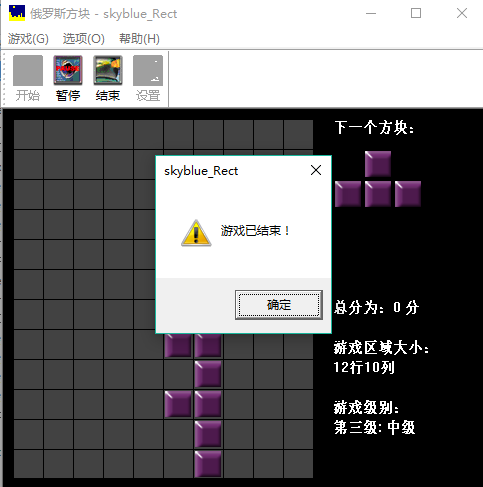 俄罗斯方块 - skyblue_Rect
游戏(G) 选项(O) 帮助(H)
开始 暂停 结束 设置
下一个方块：
skyblue_Rect
游戏已结束！
确定
总分为：0 分
游戏区域大小：
12行10列
游戏级别：
第三级: 中级